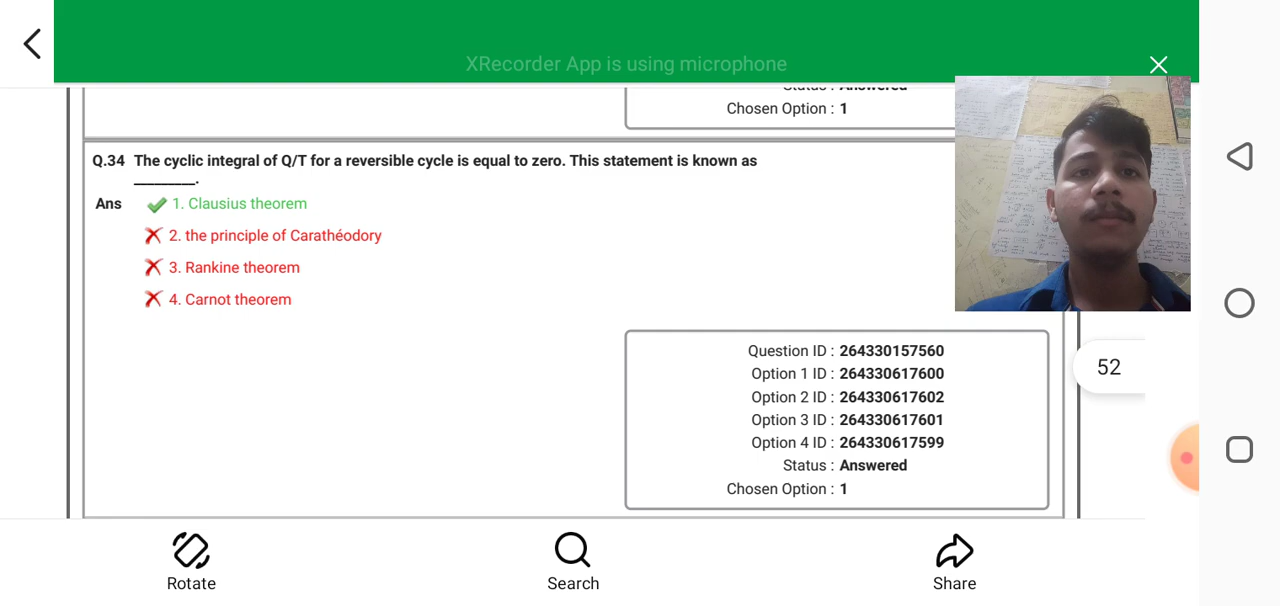 XRecorder App is using microphone
Status : Answered
Chosen Option : 1
Q.34 The cyclic integral of Q/T for a reversible cycle is equal to zero. This statement is known as
_________.
Ans 1. Clausius theorem
2. the principle of Carathéodory
3. Rankine theorem
4. Carnot theorem
Question ID : 264330157560
Option 1 ID : 264330617600
Option 2 ID : 264330617602
Option 3 ID : 264330617601
Option 4 ID : 264330617599
Status : Answered
Chosen Option : 1
52
Rotate
Search
Share